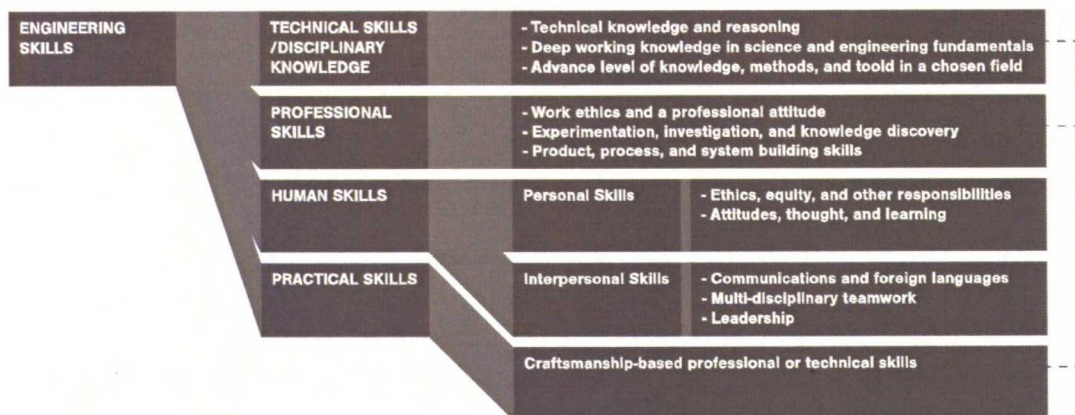 ENGINEERING
SKILLS
TECHNICAL SKILLS
/DISCIPLINARY
KNOWLEDGE
- Technical knowledge and reasoning
- Deep working knowledge in science and engineering fundamentals
- Advance level of knowledge, methods, and toold in a chosen field
PROFESSIONAL
SKILLS
- Work ethics and a professional attitude
- Experimentation, investigation, and knowledge discovery
- Product, process, and system building skills
HUMAN SKILLS
Personal Skills
- Ethics, equity, and other responsibilities
- Attitudes, thought, and learning
PRACTICAL SKILLS
Interpersonal Skills
- Communications and foreign languages
- Multi-disciplinary teamwork
- Leadership
Craftsmanship-based professional or technical skills